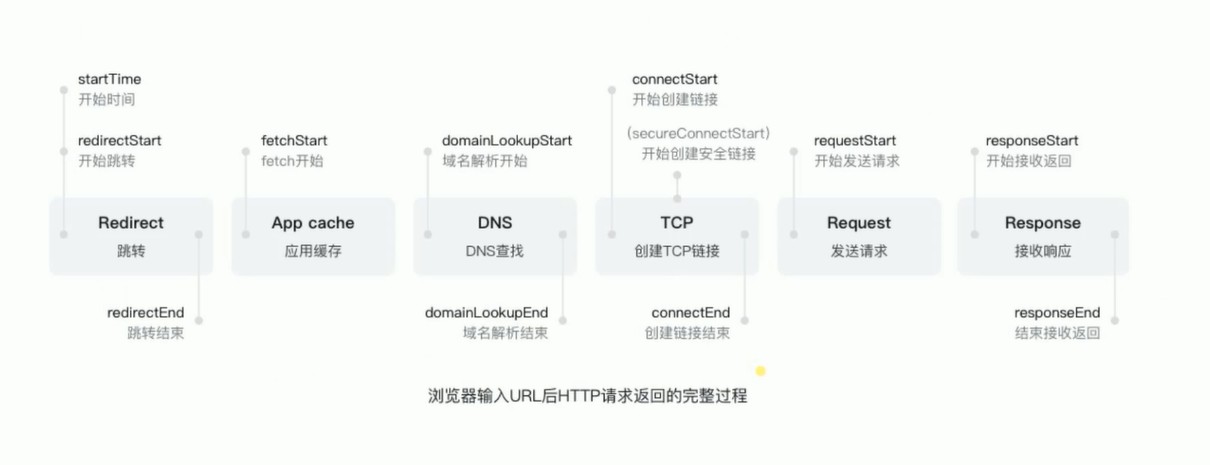 startTime
开始时间
redirectStart
开始跳转
Redirect
跳转
redirectEnd
跳转结束
fetchStart
fetch开始
App cache
应用缓存
domainLookupStart
域名解析开始
DNS
DNS查找
domainLookupEnd
域名解析结束
connectStart
开始创建链接
(secureConnectStart)
开始创建安全链接
TCP
创建TCP链接
connectEnd
创建链接结束
requestStart
开始发送请求
Request
发送请求
responseStart
开始接收返回
Response
接收响应
responseEnd
结束接收返回
浏览器输入URL后HTTP请求返回的完整过程